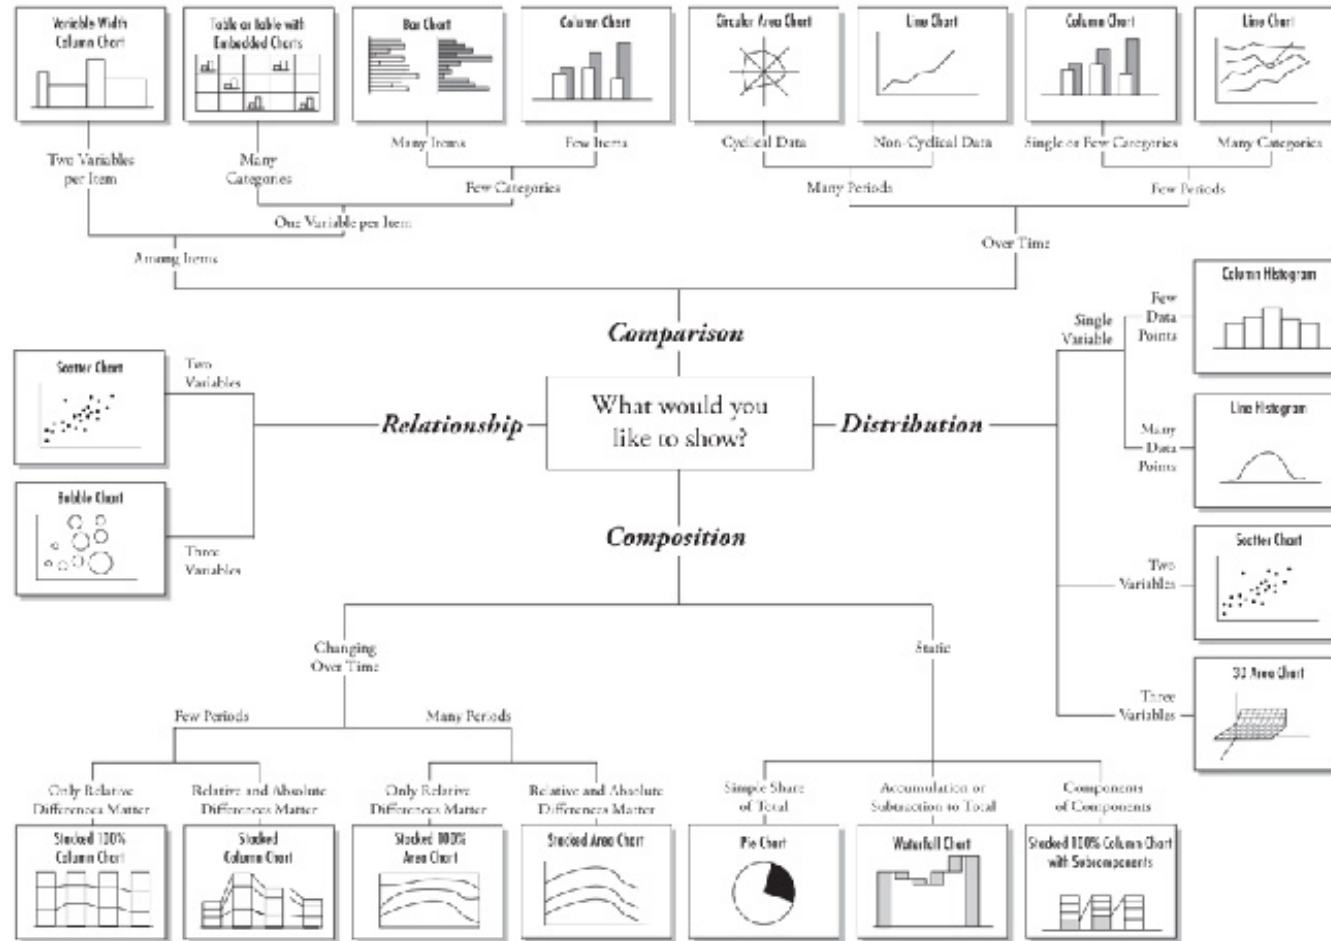 Variable Width
Column Chart
Table or Table with
Embedded Charts
Bar Chart
Column Chart
Circular Area Chart
Line Chart
Column Chart
Line Chart
Two Variables
per Item
Many
Categories
Many Items
Few Items
Cyclical Data
Non-Cyclical Data
Single or Few Categories
Many Categories
Few Categories
Many Periods
Few Periods
One Variable per Item
Among Items
Over Time
Comparison
What would you
like to show?
Relationship
Two
Variables
Scatter Chart
Three
Variables
Bubble Chart
Distribution
Single
Variable
Few
Data
Points
Column Histogram
Many
Data
Points
Line Histogram
Two
Variables
Scatter Chart
Three
Variables
3D Area Chart
Composition
Changing
Over Time
Static
Few Periods
Many Periods
Only Relative
Differences Matter
Relative and Absolute
Differences Matter
Only Relative
Differences Matter
Relative and Absolute
Differences Matter
Simple Share
of Total
Accumulation or
Subtraction to Total
Components
of Components
Stacked 100%
Column Chart
Stacked
Column Chart
Stacked 100%
Area Chart
Stacked Area Chart
Pie Chart
Waterfall Chart
Stacked 100% Column Chart
with Subcomponents